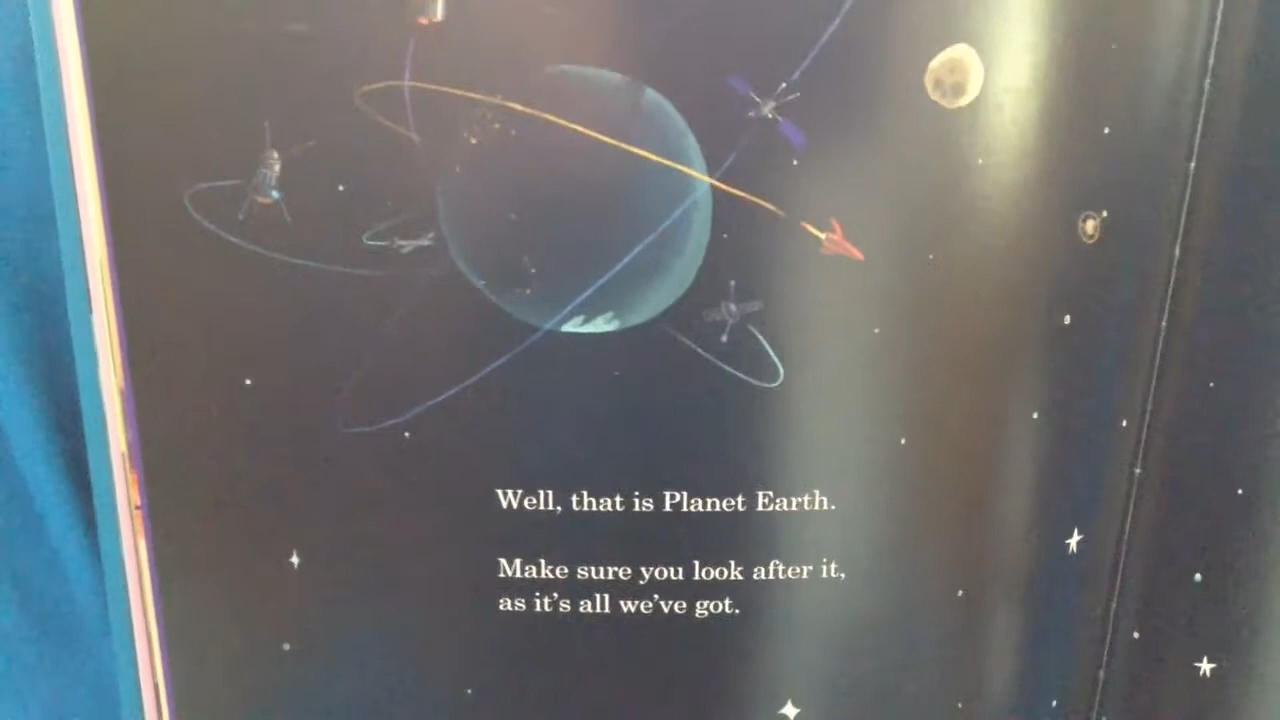 Well, that is Planet Earth.
Make sure you look after it,
as it's all we've got.